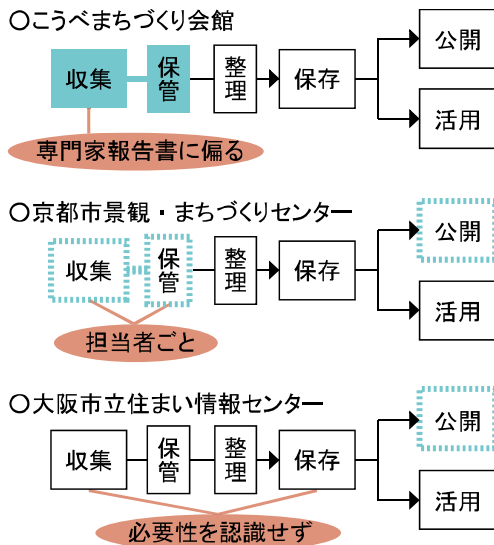 ○こうべまちづくり会館
収集
保管
整理
保存
公開
活用
専門家報告書に偏る
○京都市景観・まちづくりセンター
収集
保管
整理
保存
公開
活用
担当者ごと
○大阪市立住まい情報センター
収集
保管
整理
保存
公開
活用
必要性を認識せず